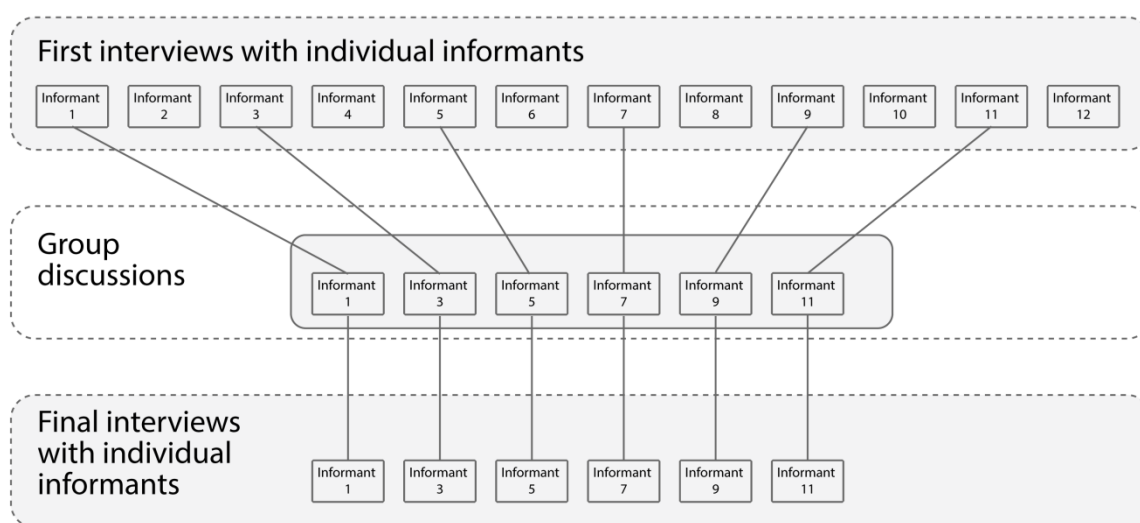 First interviews with individual informants
Informant
1
Informant
2
Informant
3
Informant
4
Informant
5
Informant
6
Informant
7
Informant
8
Informant
9
Informant
10
Informant
11
Informant
12
Group
discussions
Informant
1
Informant
3
Informant
5
Informant
7
Informant
9
Informant
11
Final interviews
with individual
informants
Informant
1
Informant
3
Informant
5
Informant
7
Informant
9
Informant
11